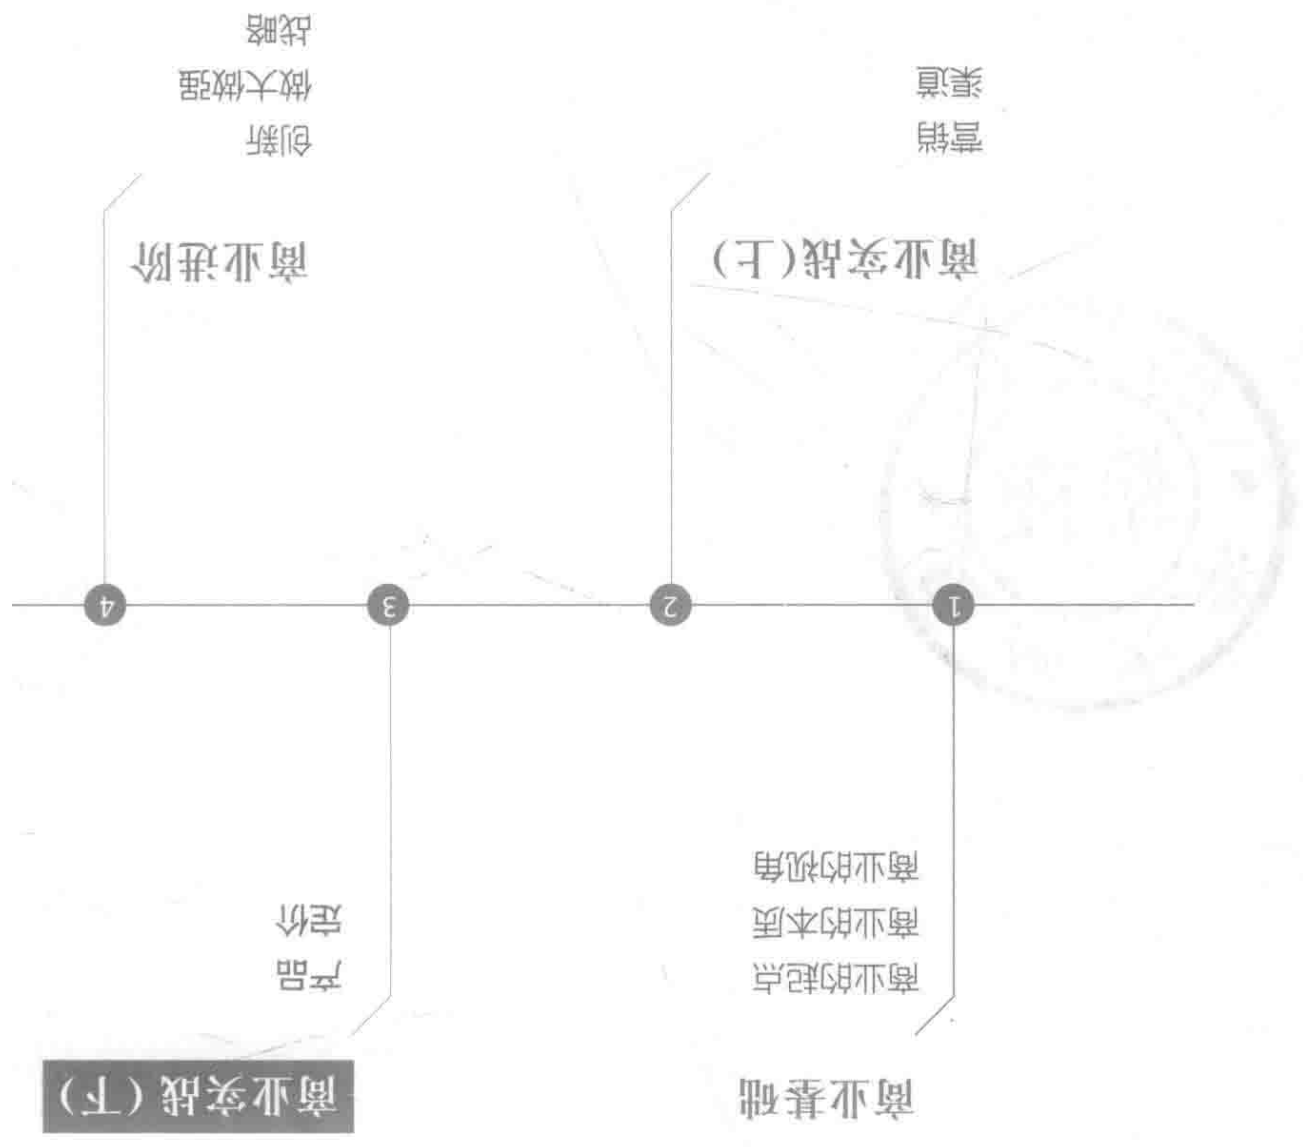 商业基础
商业的起点
商业的本质
商业的视角
1
商业实战(上)
营销
渠道
2
商业实战(下)
产品
定价
3
商业进阶
创新
做大做强
战略
4